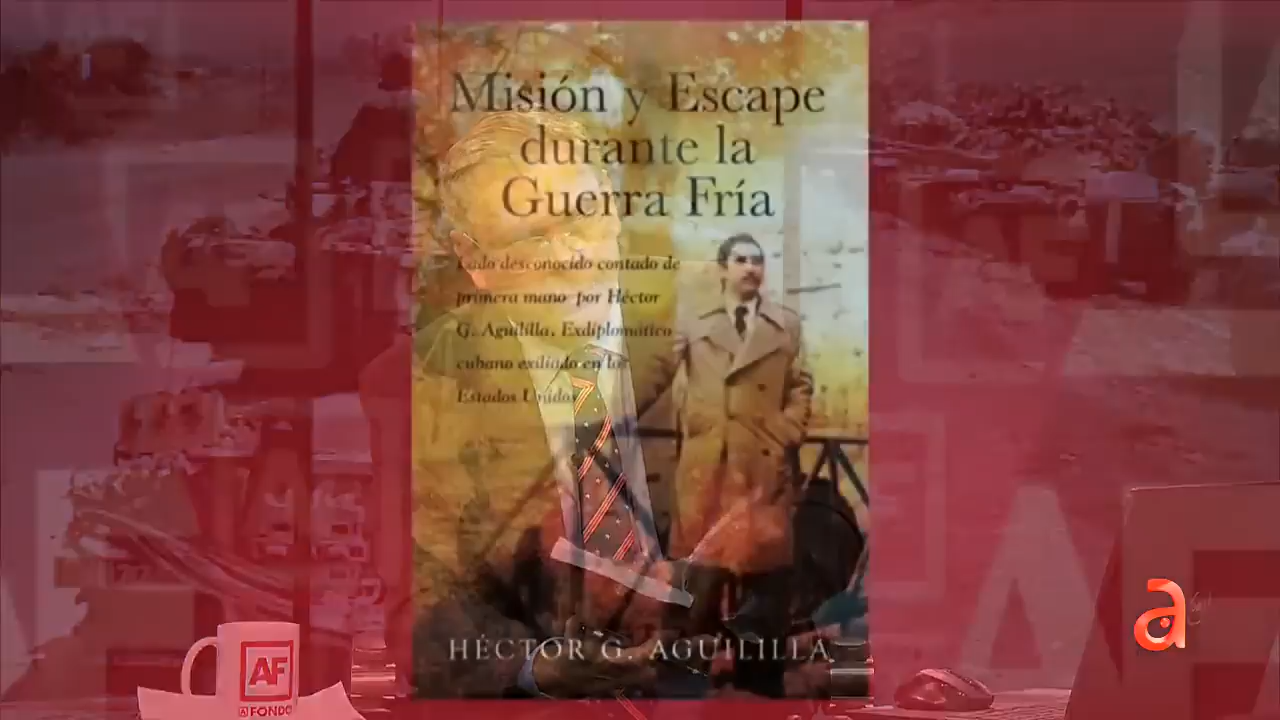 Misión y Escape
durante la
Guerra Fría
Lado desconocido contado de
primera mano por Héctor
G. Aguililla. Exdiplomático
cubano exiliado en los
Estados Unidos
HÉCTOR G. AGUILILLA
AF
A FONDO
a